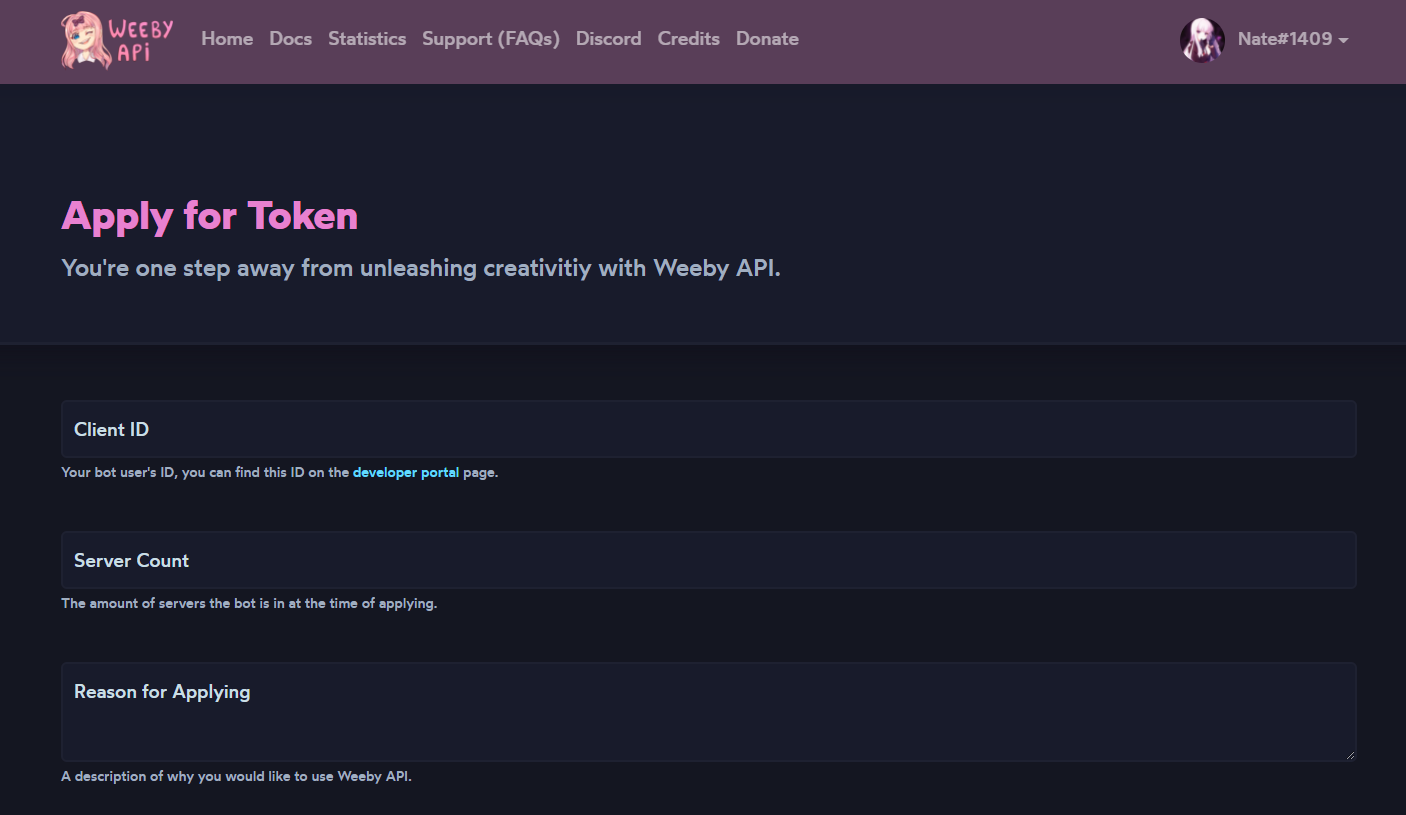 WEEBY
API
Home Docs Statistics Support (FAQs) Discord Credits Donate Nate#1409
Apply for Token
You're one step away from unleashing creativitiy with Weeby API.
Client ID
Your bot user's ID, you can find this ID on the developer portal page.
Server Count
The amount of servers the bot is in at the time of applying.
Reason for Applying
A description of why you would like to use Weeby API.